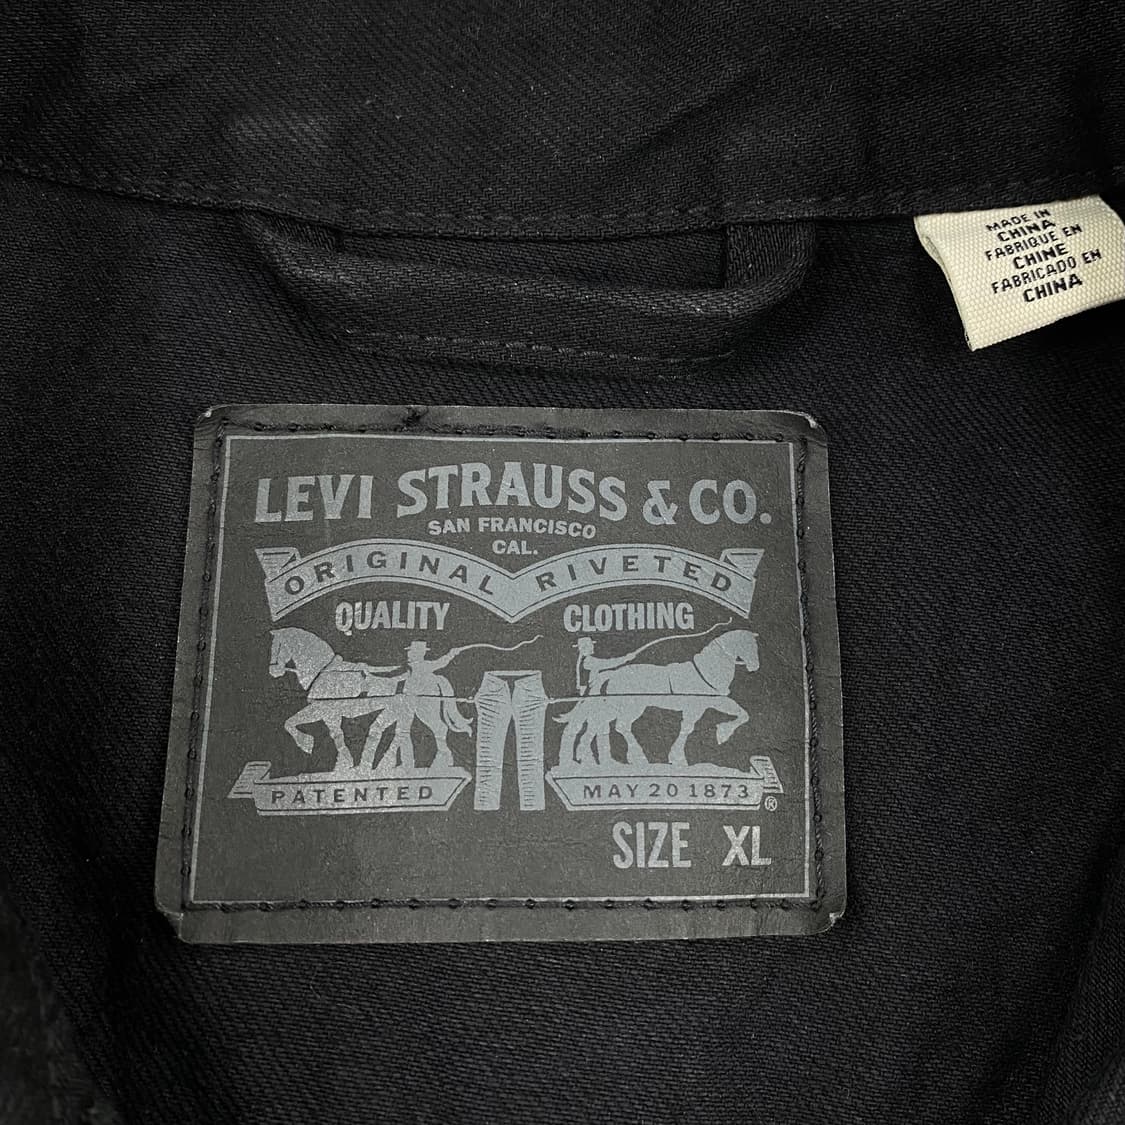 MADE IN
CHINA
FABRIQUE EN
CHINE
FABRICADO EN
CHINA
LEVI STRAUSS & CO.
SAN FRANCISCO
CAL.
ORIGINAL RIVETED
QUALITY CLOTHING
PATENTED MAY 20 1873 ®
SIZE XL